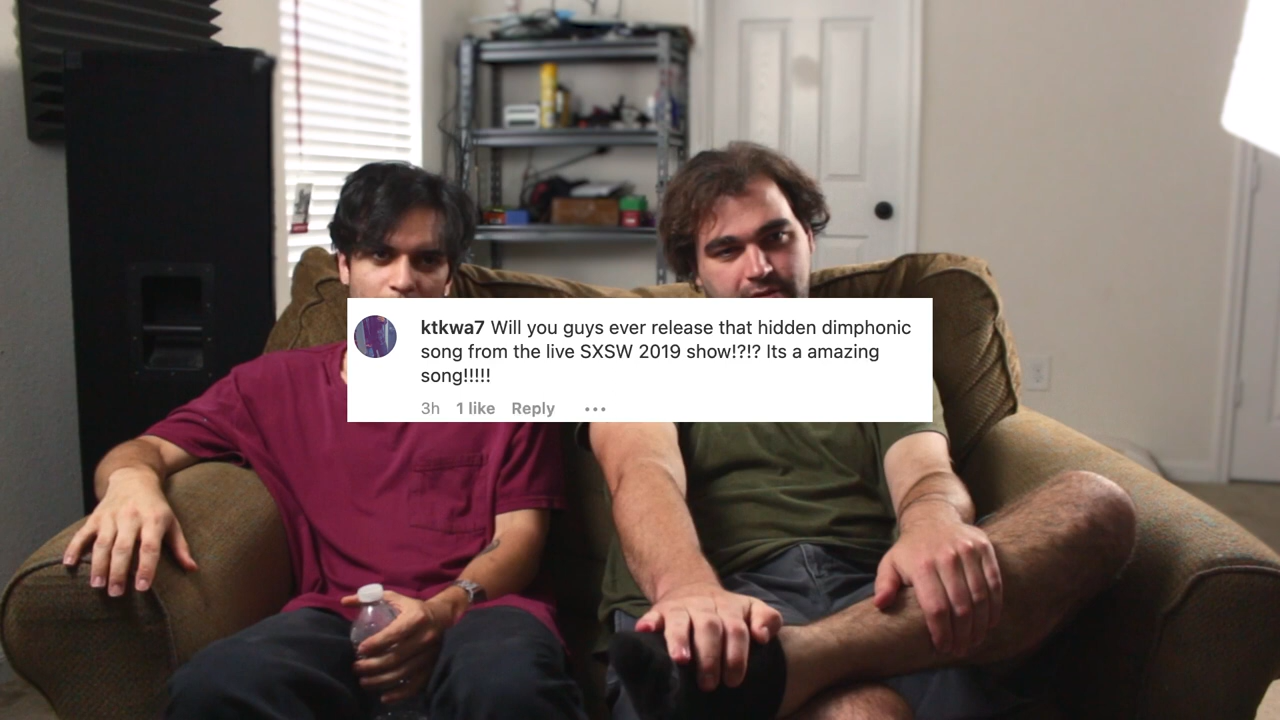 ktkwa7 Will you guys ever release that hidden dimphonic
song from the live SXSW 2019 show!?!? Its a amazing
song!!!!!
3h 1 like Reply ...